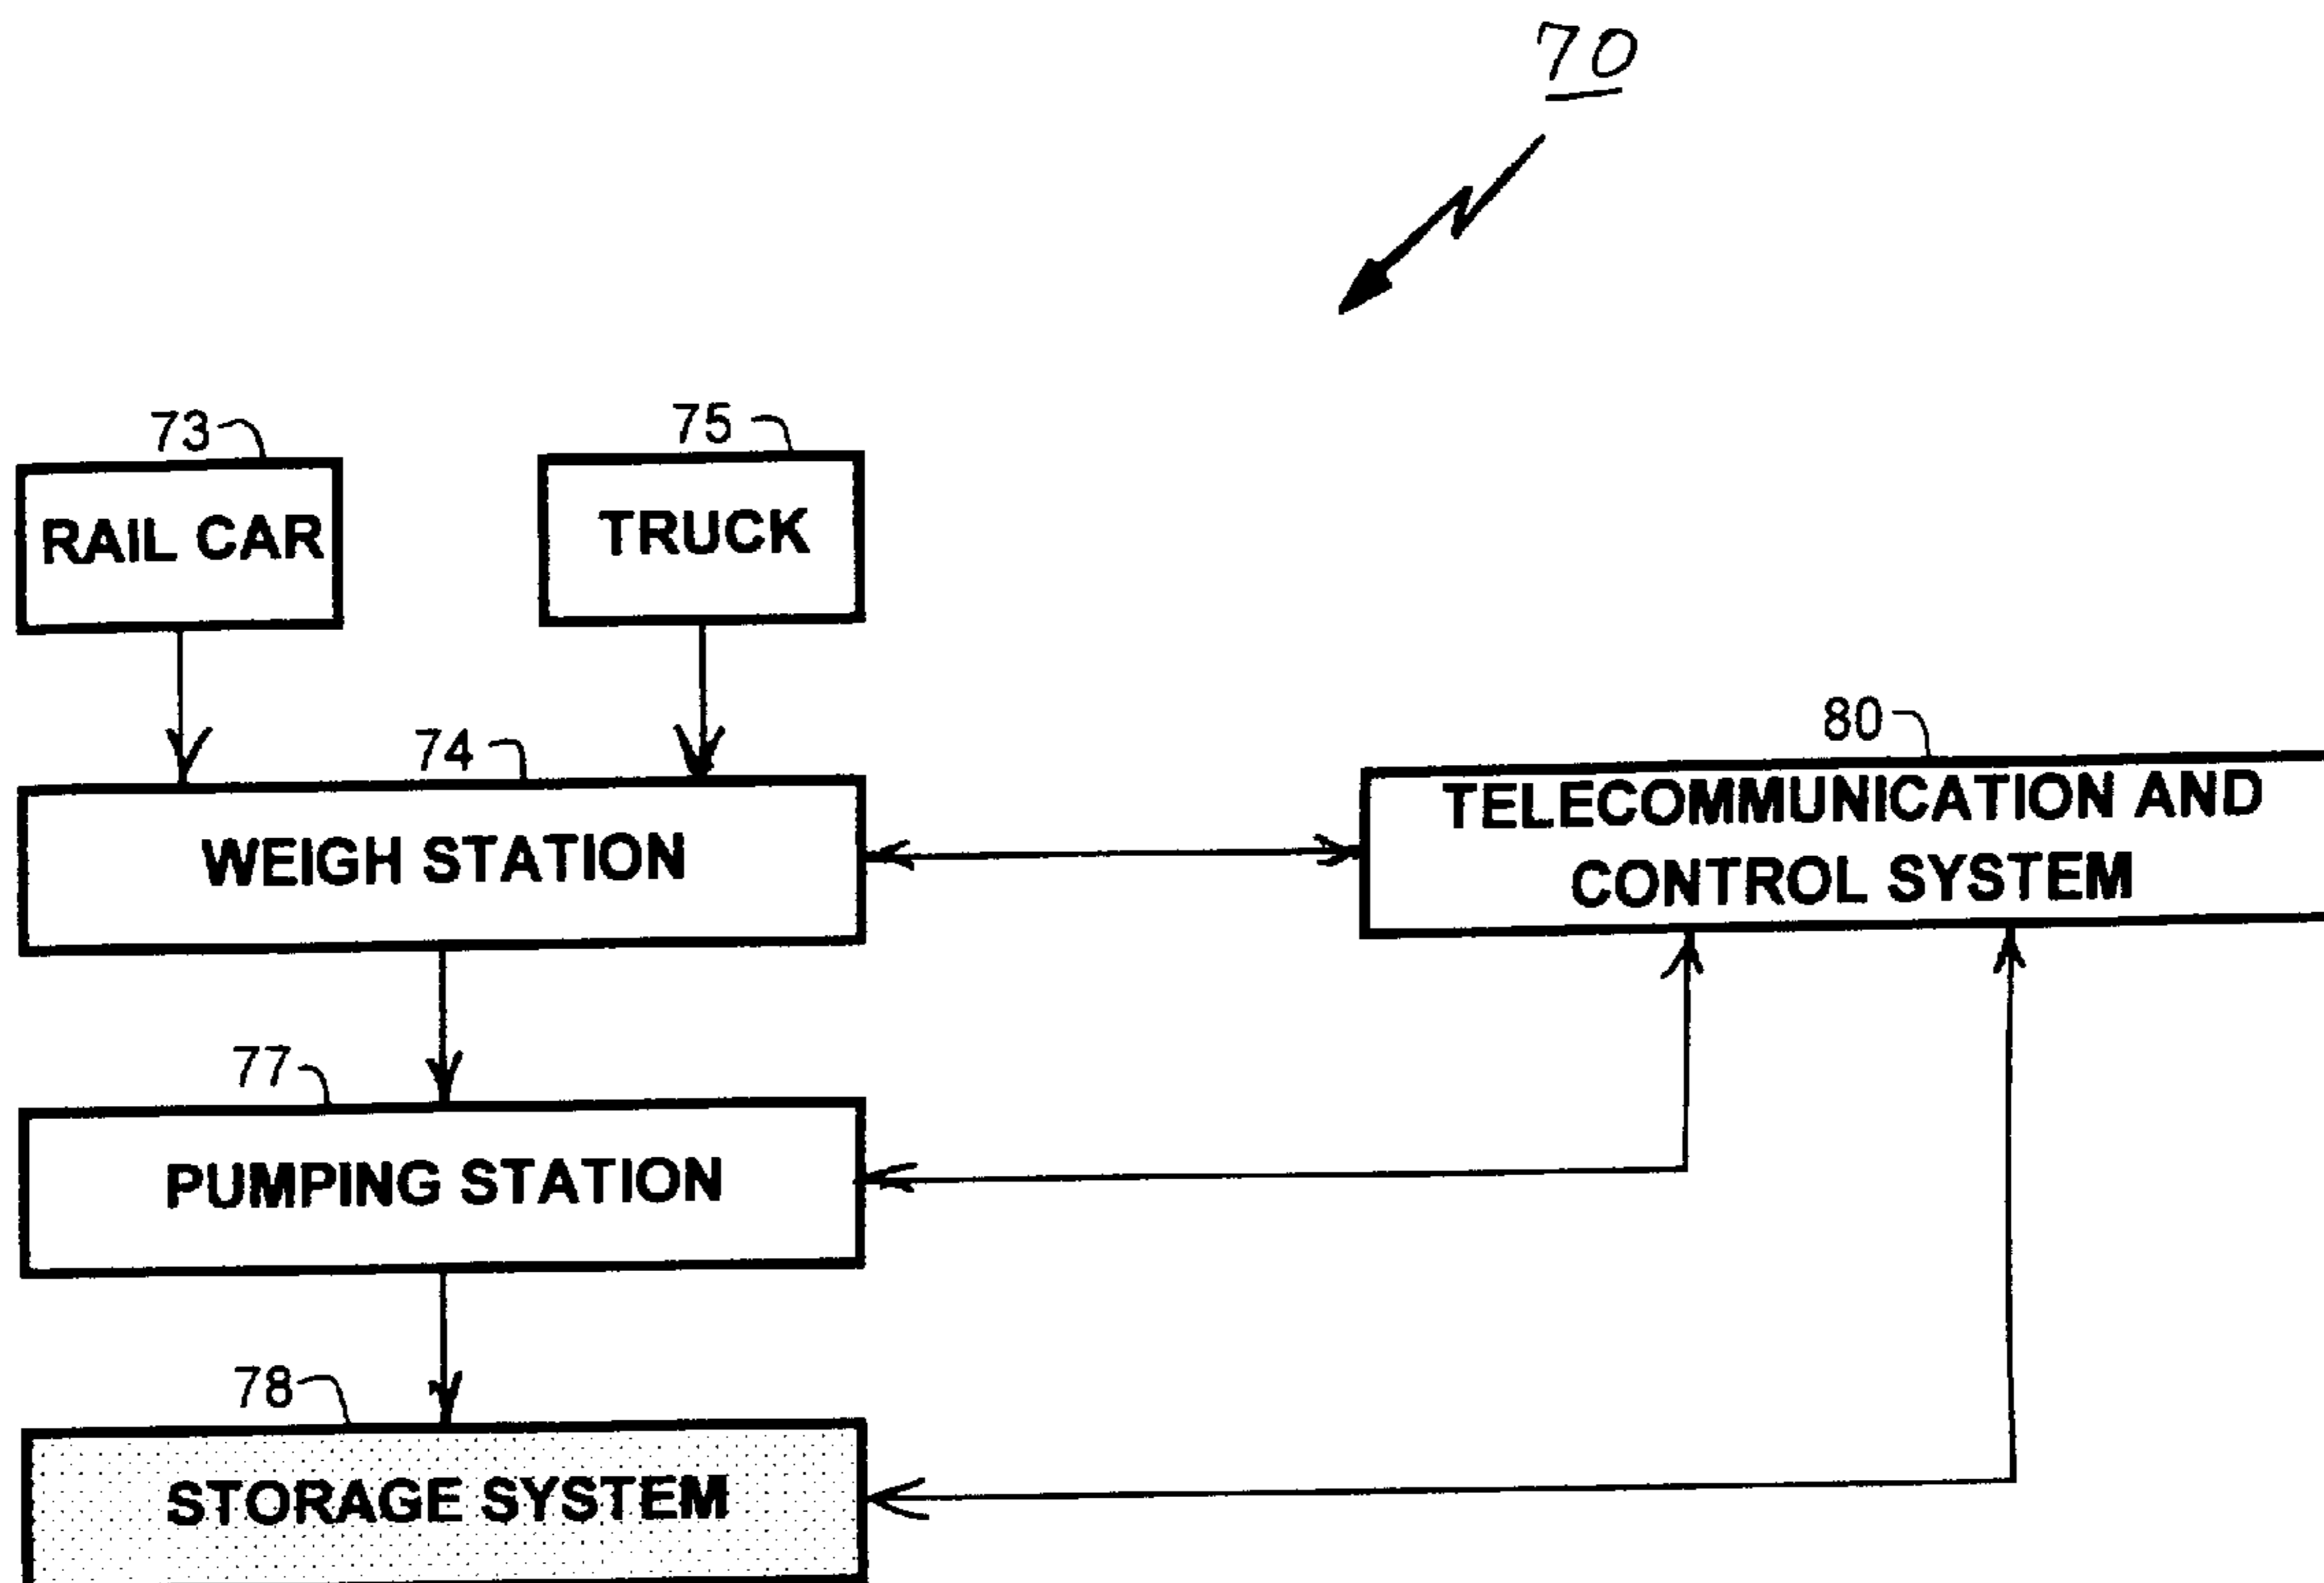 70
73
75
RAIL CAR
TRUCK
74
80
WEIGH STATION
TELECOMMUNICATION AND
CONTROL SYSTEM
77
PUMPING STATION
78
STORAGE SYSTEM